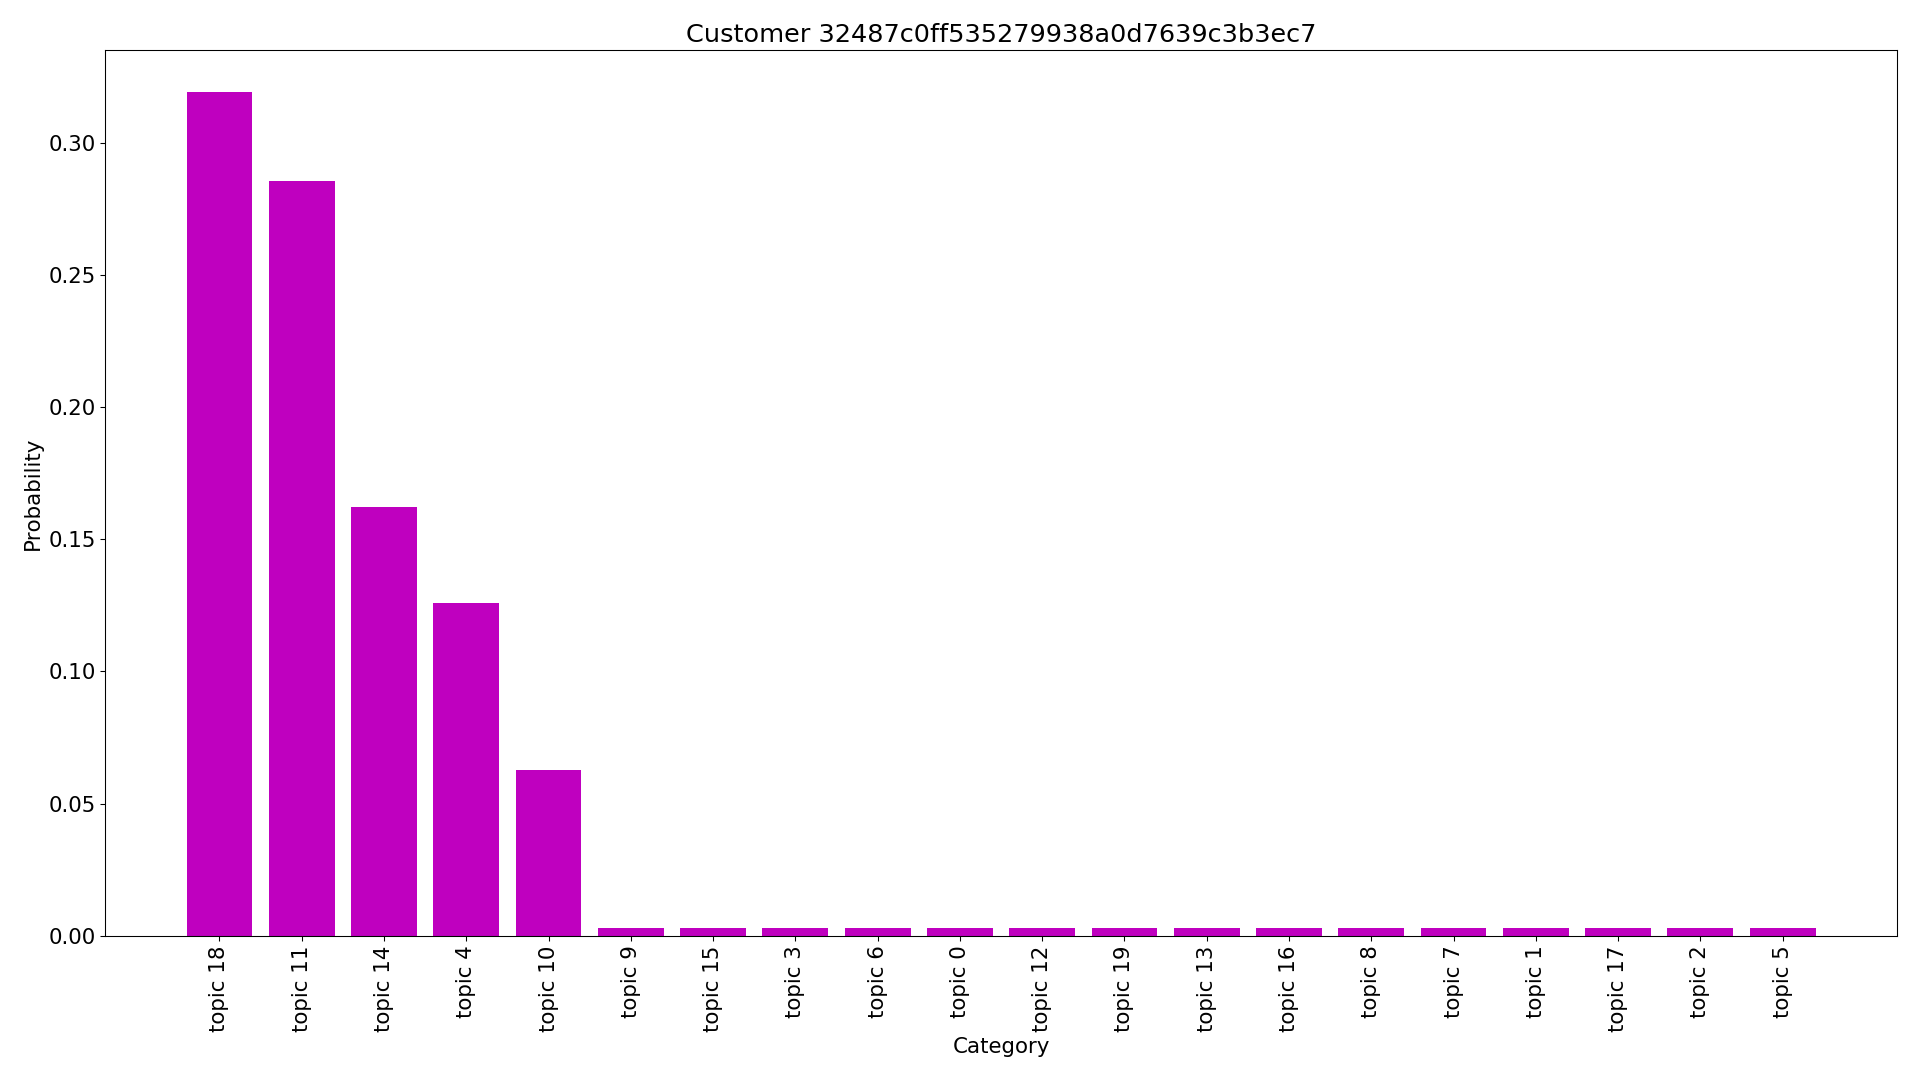 Customer 32487c0ff535279938a0d7639c3b3ec7
Probability
0.30
0.25
0.20
0.15
0.10
0.05
0.00
topic 18
topic 11
topic 14
topic 4
topic 10
topic 9
topic 15
topic 3
topic 6
topic 0
topic 12
topic 19
topic 13
topic 16
topic 8
topic 7
topic 1
topic 17
topic 2
topic 5
Category